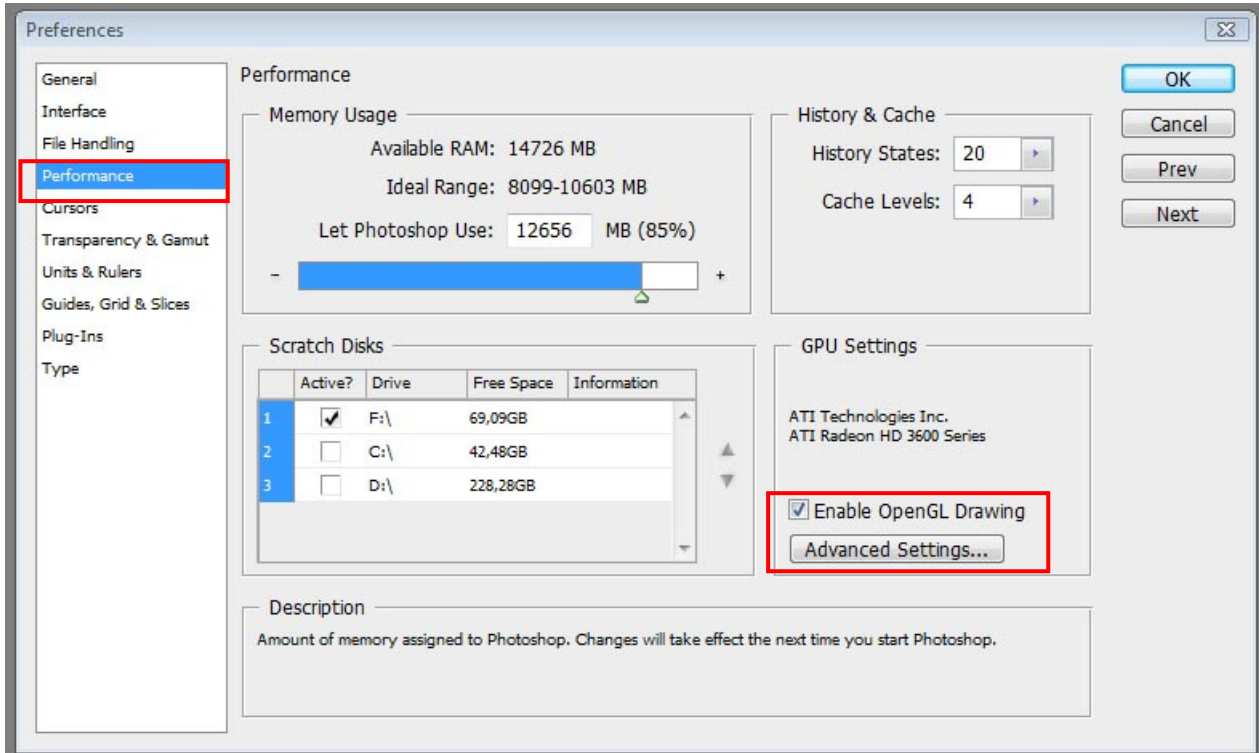 Preferences
General
Interface
File Handling
Performance
Cursors
Transparency & Gamut
Units & Rulers
Guides, Grid & Slices
Plug-Ins
Type
Performance
Memory Usage
Available RAM: 14726 MB
Ideal Range: 8099-10603 MB
Let Photoshop Use: 12656 MB (85%)
- +
History & Cache
History States: 20
Cache Levels: 4
OK
Cancel
Prev
Next
Scratch Disks
Active? Drive Free Space Information
1 F:\ 69,09GB
2 C:\ 42,48GB
3 D:\ 228,28GB
GPU Settings
ATI Technologies Inc.
ATI Radeon HD 3600 Series
Enable OpenGL Drawing
Advanced Settings...
Description
Amount of memory assigned to Photoshop. Changes will take effect the next time you start Photoshop.